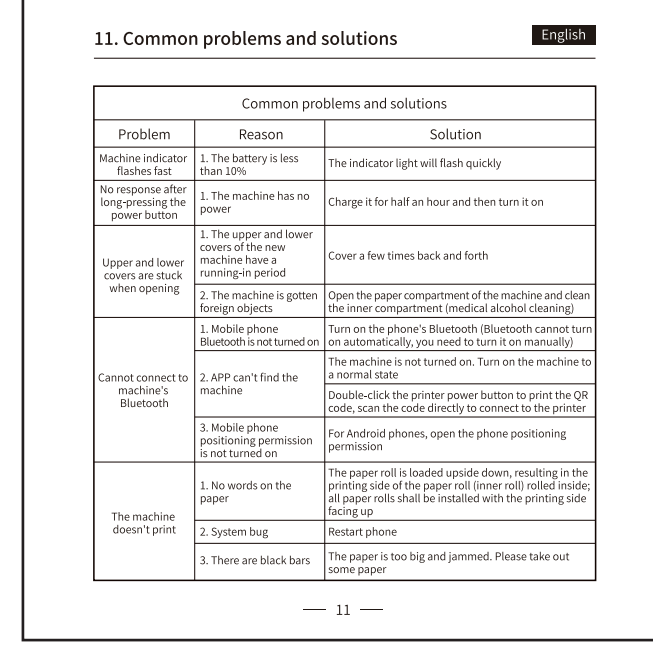 11. Common problems and solutions
English
Common problems and solutions
Problem
Reason
Solution
Machine indicator
flashes fast
1. The battery is less
than 10%
The indicator light will flash quickly
No response after
long-pressing the
power button
1. The machine has no
power
Charge it for half an hour and then turn it on
Upper and lower
covers are stuck
when opening
1. The upper and lower
covers of the new
machine have a
running-in period
Cover a few times back and forth
2. The machine is gotten
foreign objects
Open the paper compartment of the machine and clean
the inner compartment (medical alcohol cleaning)
Cannot connect to
machine's
Bluetooth
1. Mobile phone
Bluetooth is not turned on
Turn on the phone's Bluetooth (Bluetooth cannot turn
on automatically, you need to turn it on manually)
2. APP can't find the
machine
The machine is not turned on. Turn on the machine to
a normal state
Double-click the printer power button to print the QR
code, scan the code directly to connect to the printer
3. Mobile phone
positioning permission
is not turned on
For Android phones, open the phone positioning
permission
The machine
doesn't print
1. No words on the
paper
The paper roll is loaded upside down, resulting in the
printing side of the paper roll (inner roll) rolled inside;
all paper rolls shall be installed with the printing side
facing up
2. System bug
Restart phone
3. There are black bars
The paper is too big and jammed. Please take out
some paper
11